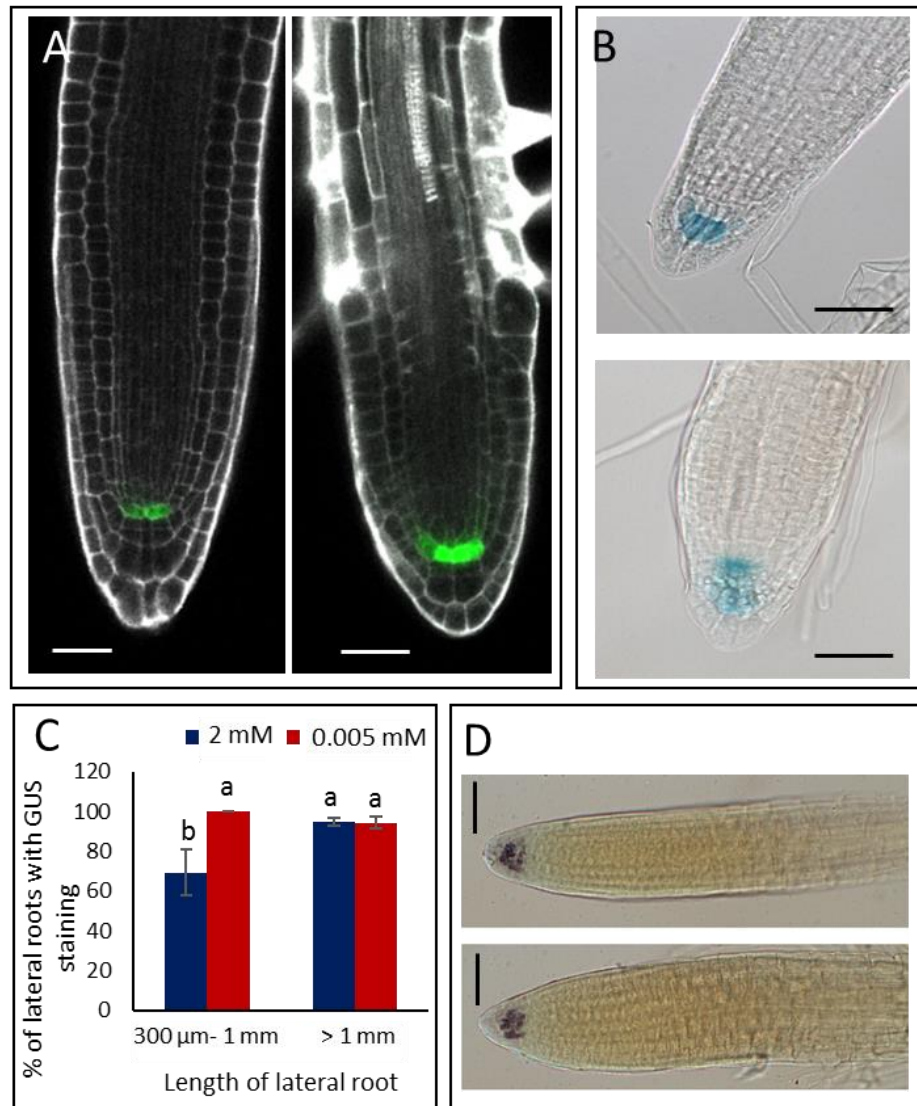 A
B
C
2 mM 0.005 mM
% of lateral roots with GUS
staining
120
100
80
60
40
20
0
b
a
a
a
300 µm- 1 mm
> 1 mm
Length of lateral root
D